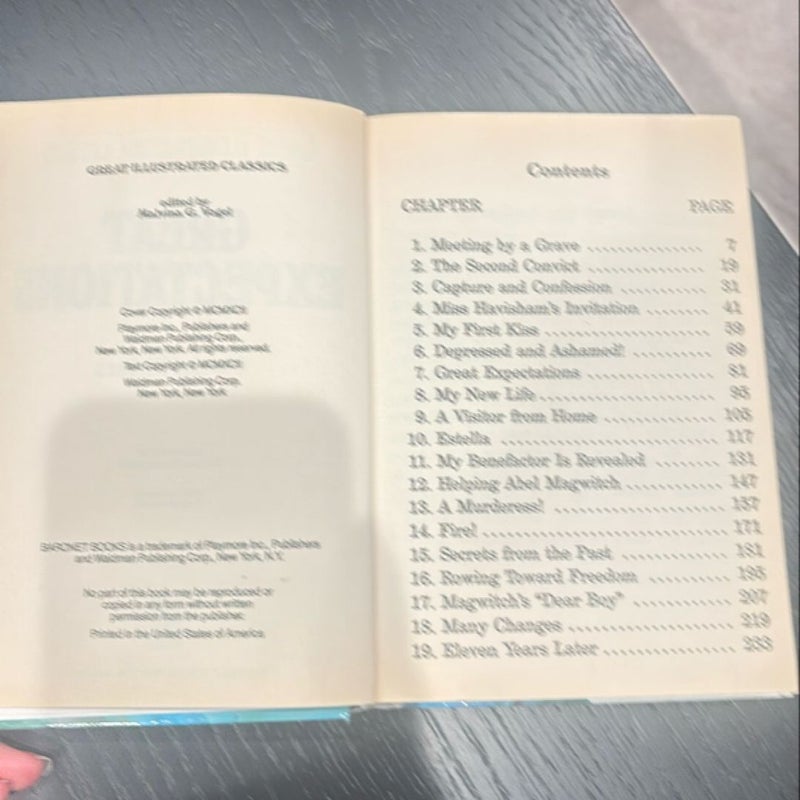 GREAT ILLUSTRATED CLASSICS
edited by
Malvina G. Vogel
Cover Copyright © MCMXCII
Playmore Inc., Publishers and
Waldman Publishing Corp.,
New York, New York. All rights reserved.
Text Copyright © MCMXCII
Waldman Publishing Corp.
New York, New York
BARONET BOOKS is a trademark of Playmore Inc., Publishers
and Waldman Publishing Corp., New York, N.Y.
No part of this book may be reproduced or
copied in any form without written
permission from the publisher.
Printed in the United States of America.
Contents
CHAPTER PAGE
1. Meeting by a Grave .................. 7
2. The Second Convict .................. 19
3. Capture and Confession .............. 31
4. Miss Havisham's Invitation .......... 41
5. My First Kiss ....................... 59
6. Depressed and Ashamed! .............. 69
7. Great Expectations .................. 81
8. My New Life ......................... 95
9. A Visitor from Home ................. 105
10. Estella ............................ 117
11. My Benefactor Is Revealed .......... 131
12. Helping Abel Magwitch .............. 147
13. A Murderess! ....................... 157
14. Fire! .............................. 171
15. Secrets from the Past .............. 181
16. Rowing Toward Freedom .............. 195
17. Magwitch's "Dear Boy" .............. 207
18. Many Changes ....................... 219
19. Eleven Years Later ................. 233
GREAT
EXPECTATIONS